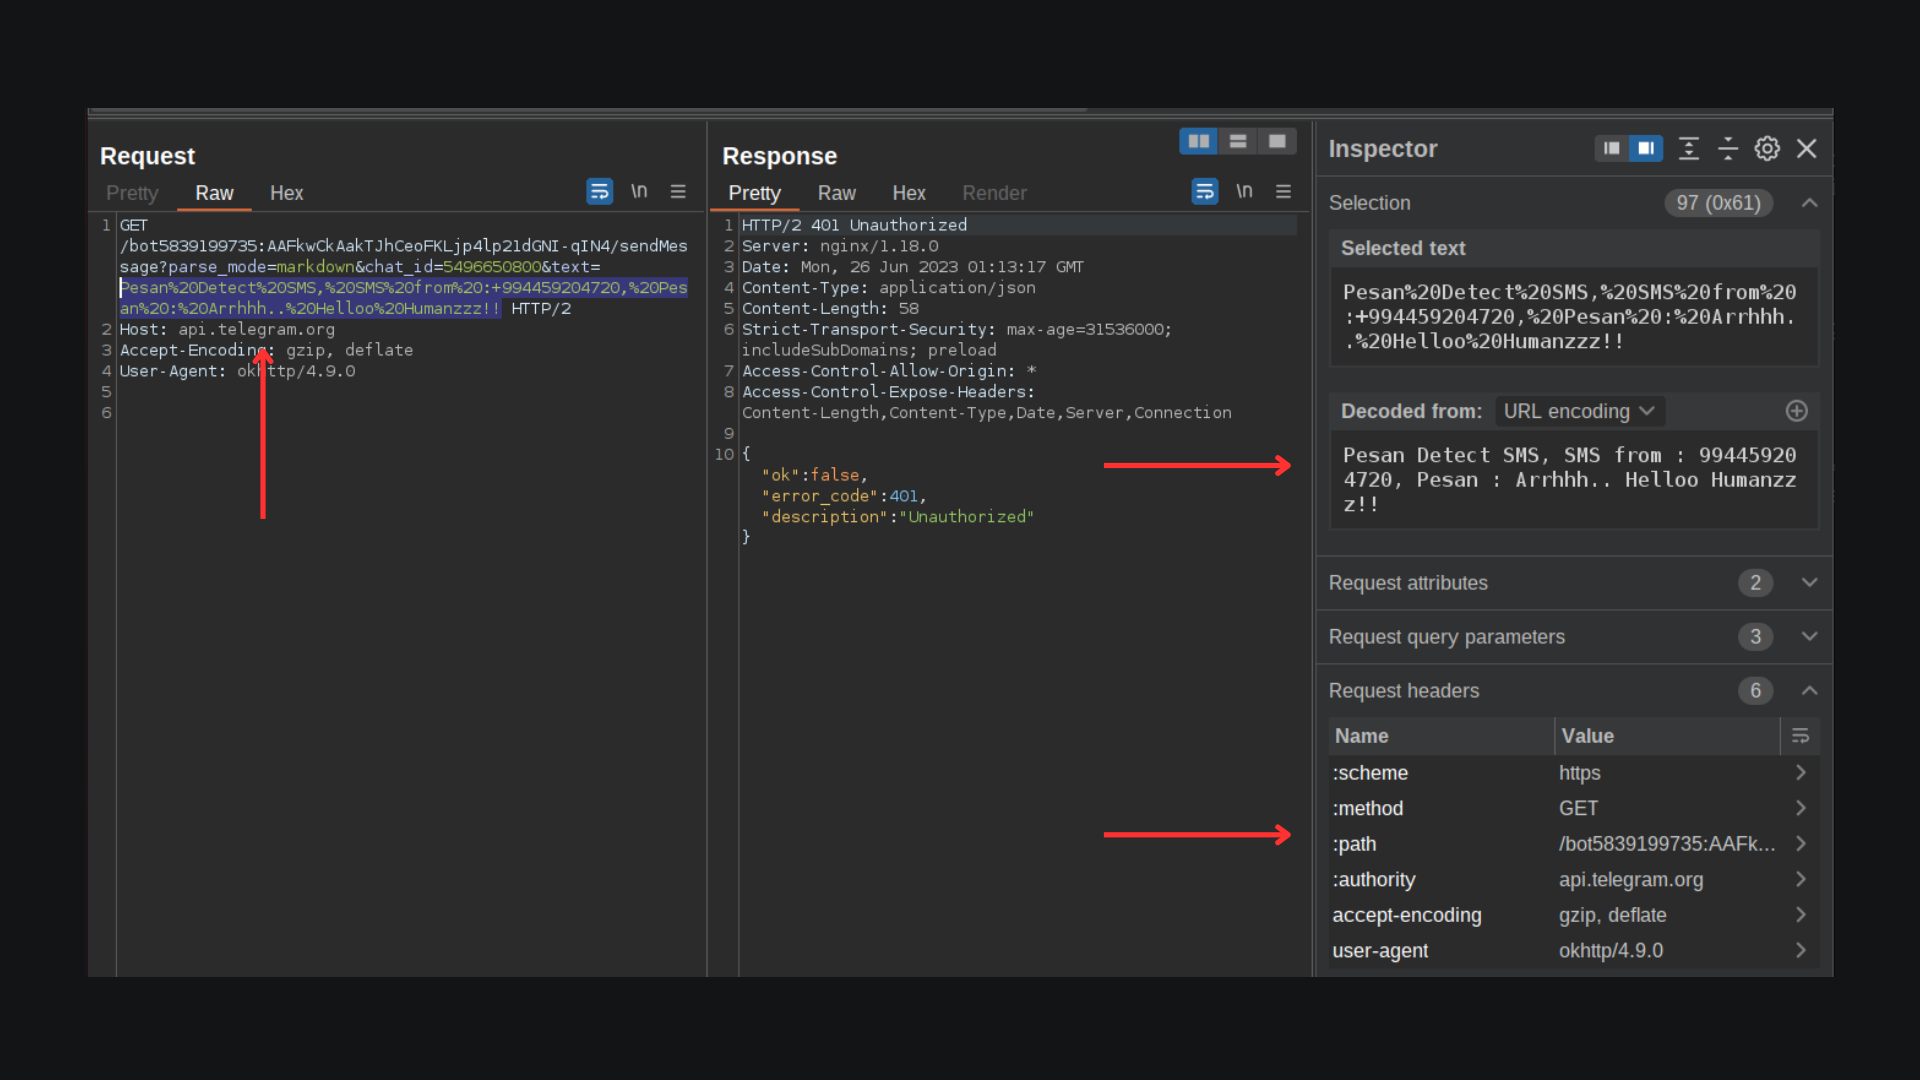 Request
Pretty Raw Hex \n
1 GET
/bot5839199735:AAFkwCkAakTJhCeoFKLjp4lp21dGNI-qIN4/sendMes
sage?parse_mode=markdown&chat_id=5496650800&text=
Pesan%20Detect%20SMS,%20SMS%20from%20:+994459204720,%20Pes
an%20:%20Arrhhh..%20Helloo%20Humanzzz!! HTTP/2
2 Host: api.telegram.org
3 Accept-Encoding: gzip, deflate
4 User-Agent: okhttp/4.9.0
5
6
Response
Pretty Raw Hex Render \n
1 HTTP/2 401 Unauthorized
2 Server: nginx/1.18.0
3 Date: Mon, 26 Jun 2023 01:13:17 GMT
4 Content-Type: application/json
5 Content-Length: 58
6 Strict-Transport-Security: max-age=31536000;
includeSubDomains; preload
7 Access-Control-Allow-Origin: *
8 Access-Control-Expose-Headers:
Content-Length,Content-Type,Date,Server,Connection
9
10 {
"ok":false,
"error_code":401,
"description":"Unauthorized"
}
Inspector
Selection 97 (0x61)
Selected text
Pesan%20Detect%20SMS,%20SMS%20from%20
:+994459204720,%20Pesan%20:%20Arrhhh.
.%20Helloo%20Humanzzz!!
Decoded from: URL encoding
Pesan Detect SMS, SMS from : 99445920
4720, Pesan : Arrhhh.. Helloo Humanzz
z!!
Request attributes 2
Request query parameters 3
Request headers 6
Name Value
:scheme https
:method GET
:path /bot5839199735:AAFk...
:authority api.telegram.org
accept-encoding gzip, deflate
user-agent okhttp/4.9.0